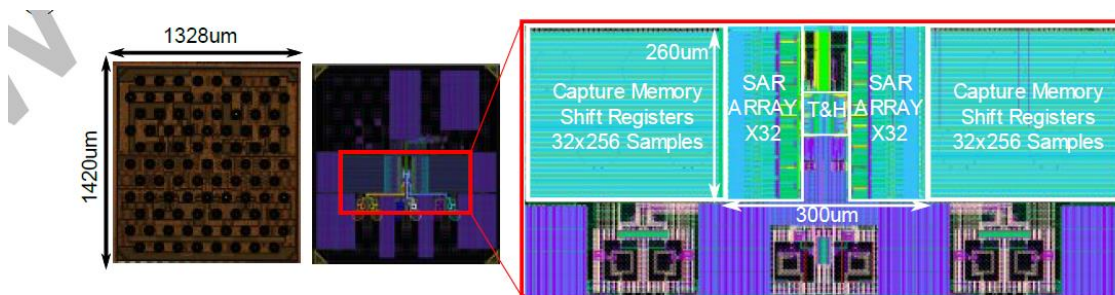 1328um
1420um
260um
Capture Memory
Shift Registers
32x256 Samples
SAR
ARRAY
X32
T&H
SAR
ARRAY
X32
Capture Memory
Shift Registers
32x256 Samples
300um